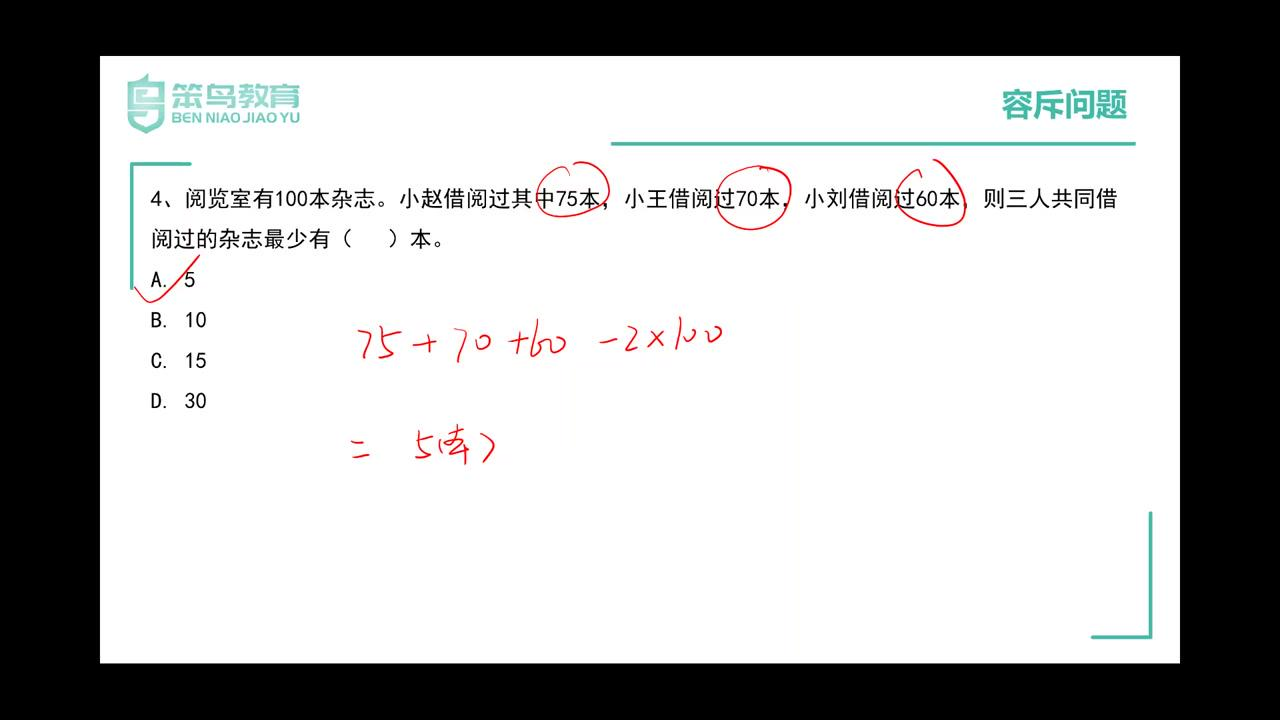 笨鸟教育
BEN NIAO JIAO YU
容斥问题
4、阅览室有100本杂志。小赵借阅过其中75本，小王借阅过70本，小刘借阅过60本，则三人共同借
阅过的杂志最少有（  ）本。
A. 5
B. 10
C. 15
D. 30
75+70+60-2×100
= 5(本)